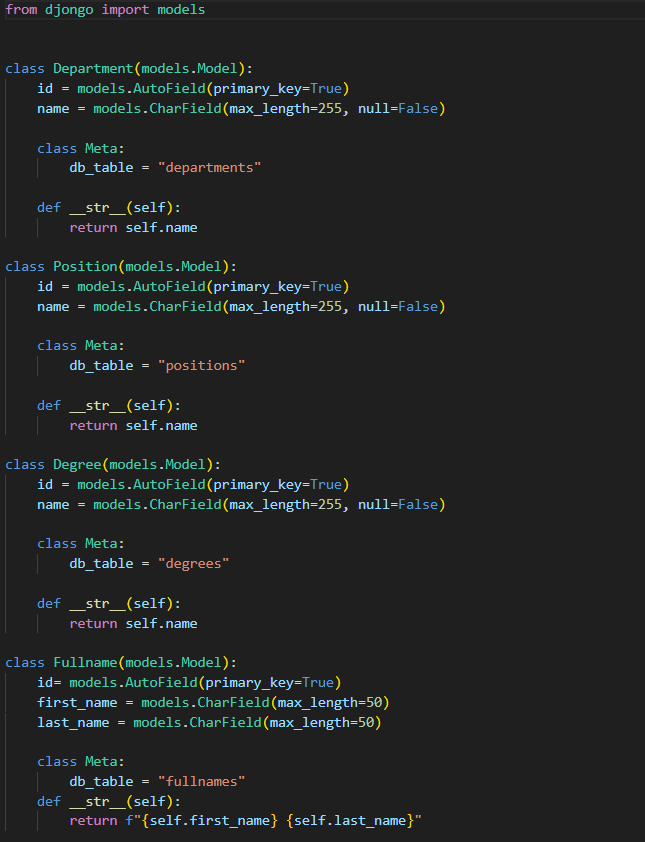 from djongo import models
class Department(models.Model):
    id = models.AutoField(primary_key=True)
    name = models.CharField(max_length=255, null=False)
    class Meta:
        db_table = "departments"
    def __str__(self):
        return self.name
class Position(models.Model):
    id = models.AutoField(primary_key=True)
    name = models.CharField(max_length=255, null=False)
    class Meta:
        db_table = "positions"
    def __str__(self):
        return self.name
class Degree(models.Model):
    id = models.AutoField(primary_key=True)
    name = models.CharField(max_length=255, null=False)
    class Meta:
        db_table = "degrees"
    def __str__(self):
        return self.name
class Fullname(models.Model):
    id= models.AutoField(primary_key=True)
    first_name = models.CharField(max_length=50)
    last_name = models.CharField(max_length=50)
    class Meta:
        db_table = "fullnames"
    def __str__(self):
        return f"{self.first_name} {self.last_name}"